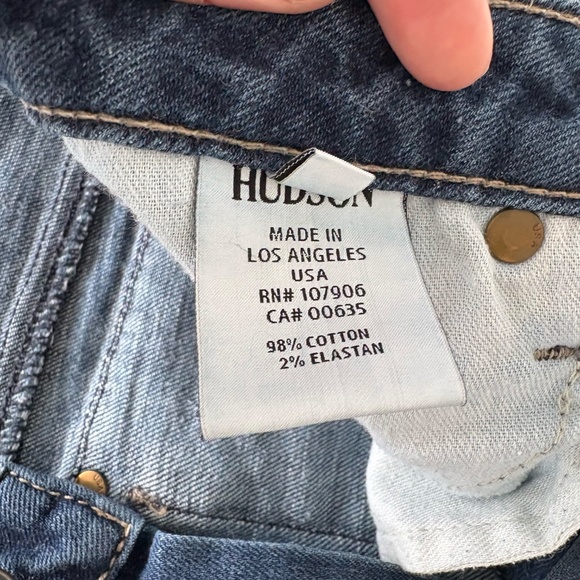 HUDSON
MADE IN
LOS ANGELES
USA
RN# 107906
CA# 00635
98% COTTON
2% ELASTAN